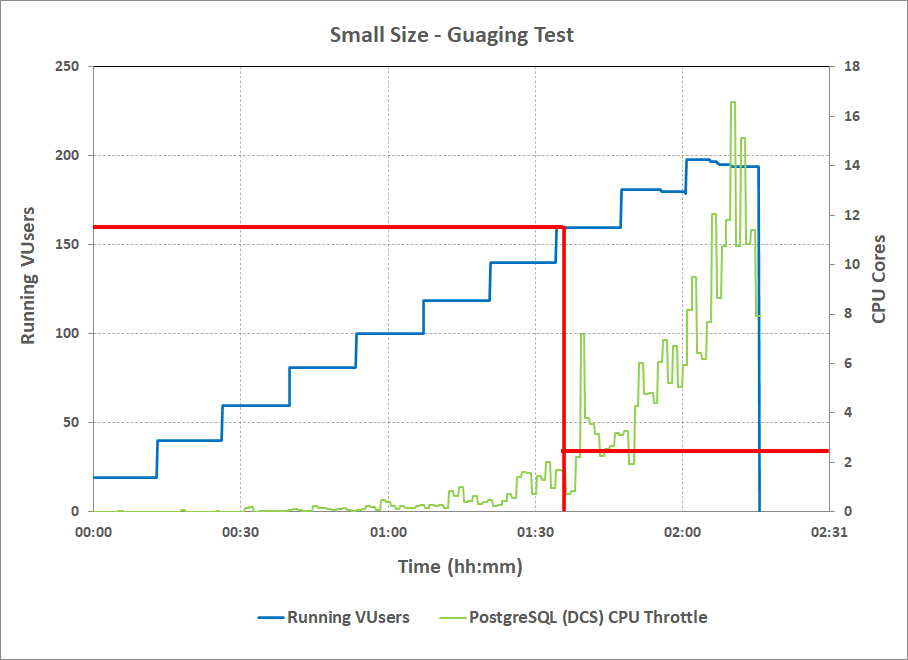 Small Size - Guaging Test
250
200
150
100
50
0
18
16
14
12
10
8
6
4
2
0
Running VUsers
CPU Cores
00:00 00:30 01:00 01:30 02:00 02:31
Time (hh:mm)
Running VUsers PostgreSQL (DCS) CPU Throttle